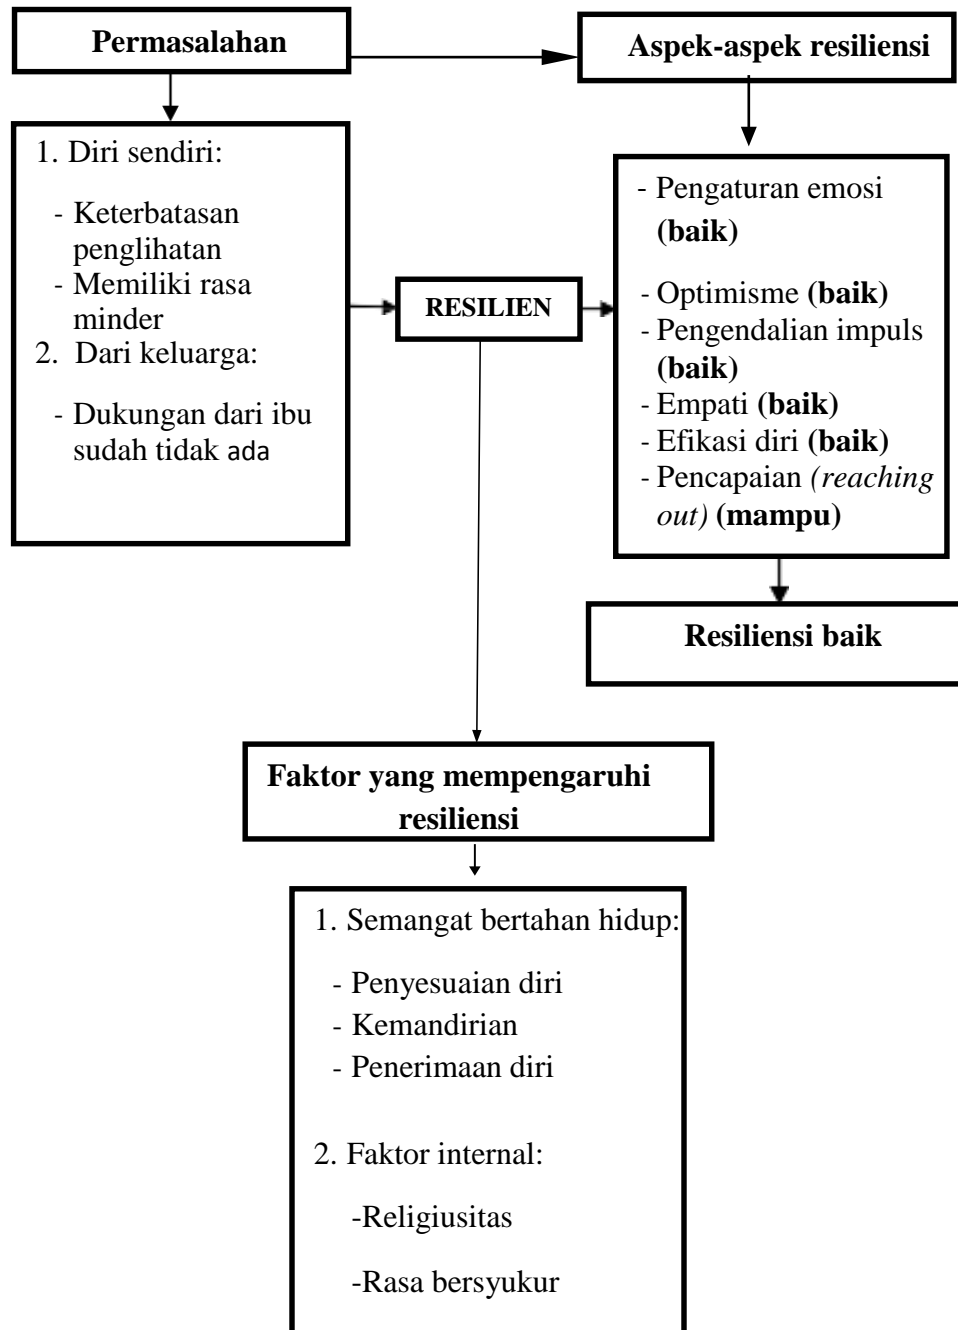 Permasalahan
Aspek-aspek resiliensi
1. Diri sendiri:
- Keterbatasan
penglihatan
- Memiliki rasa
minder
2. Dari keluarga:
- Dukungan dari ibu
sudah tidak ada
RESILIEN
- Pengaturan emosi
(baik)
- Optimisme (baik)
- Pengendalian impuls
(baik)
- Empati (baik)
- Efikasi diri (baik)
- Pencapaian (reaching
out) (mampu)
Resiliensi baik
Faktor yang mempengaruhi
resiliensi
1. Semangat bertahan hidup:
- Penyesuaian diri
- Kemandirian
- Penerimaan diri
2. Faktor internal:
-Religiusitas
-Rasa bersyukur